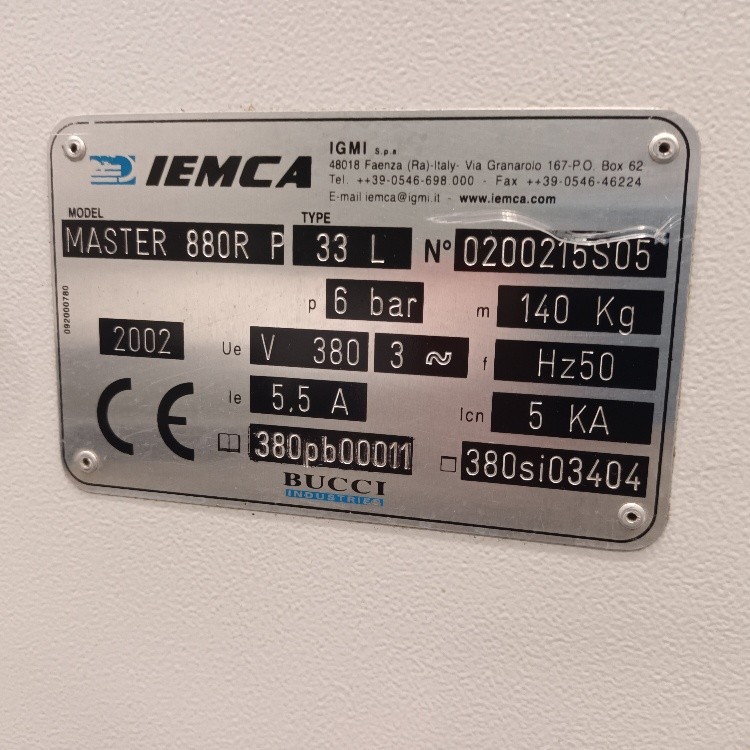 IEMCA
IGMI S.p.a.
48018 Faenza (Ra)-Italy- Via Granarolo 167-P.O. Box 62
Tel. ++39-0546-698 000 - Fax ++39-0546-46224
E-mail iemca@igmi.it - www.iemca.com
MODEL TYPE
MASTER 880R P 33 L N° 0200215S05
p 6 bar m 140 Kg
092000780
2002 Ue V 380 3 f Hz50
Ie 5,5 A Icn 5 KA
CE
380pb00011 380si03404
BUCCI
INDUSTRIES